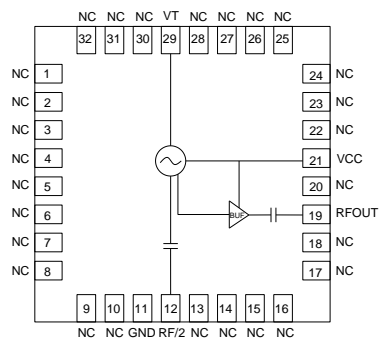 NC NC NC VT NC NC NC NC
32 31 30 29 28 27 26 25
NC 1 24 NC
NC 2 23 NC
NC 3 22 NC
NC 4 21 VCC
NC 5 20 NC
NC 6 BUF 19 RFOUT
NC 7 18 NC
NC 8 17 NC
9 10 11 12 13 14 15 16
NC NC GND RF/2 NC NC NC NC